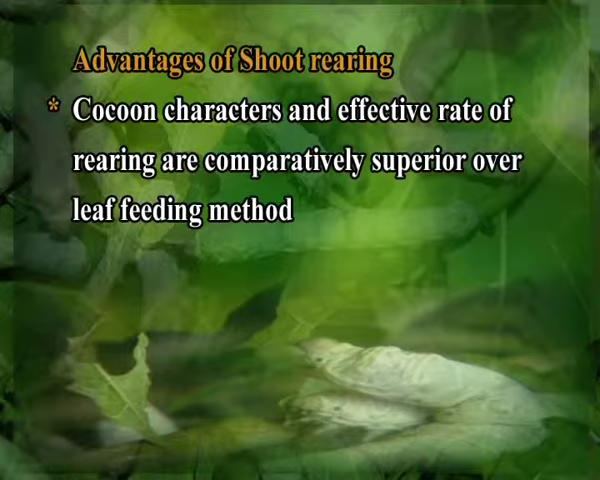 Advantages of Shoot rearing
* Cocoon characters and effective rate of
rearing are comparatively superior over
leaf feeding method